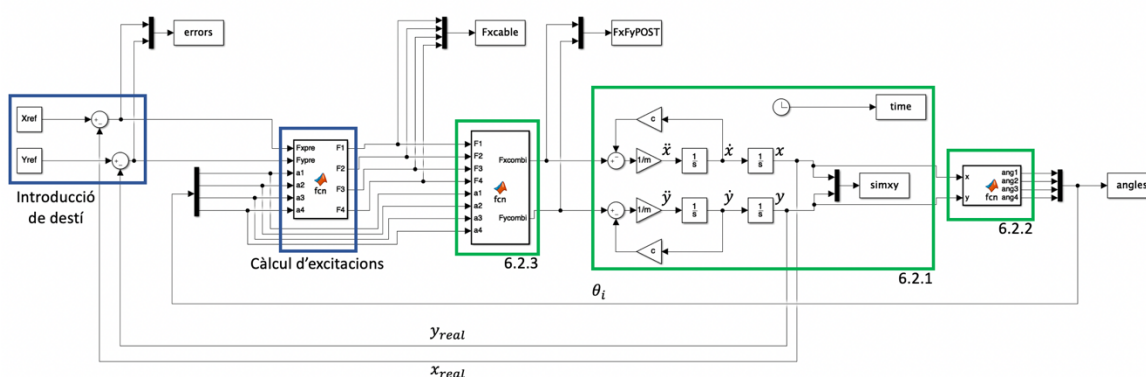 errors
Fxcable
FxFyPOST
Xref
Yref
Introducció
de destí
Fxpre
Fypre
a1
a2
a3
a4
F1
F2
F3
F4
fcn
Càlcul d'excitacions
F1
F2
F3
F4
a1
a2
a3
a4
Fxcombi
Fycombi
fcn
6.2.3
time
c
1/m
ẍ
1/s
ẋ
1/s
x
1/m
ÿ
1/s
ẏ
1/s
y
c
simxy
6.2.1
x
y
ang1
ang2
ang3
ang4
fcn
6.2.2
angles
θᵢ
y_real
x_real